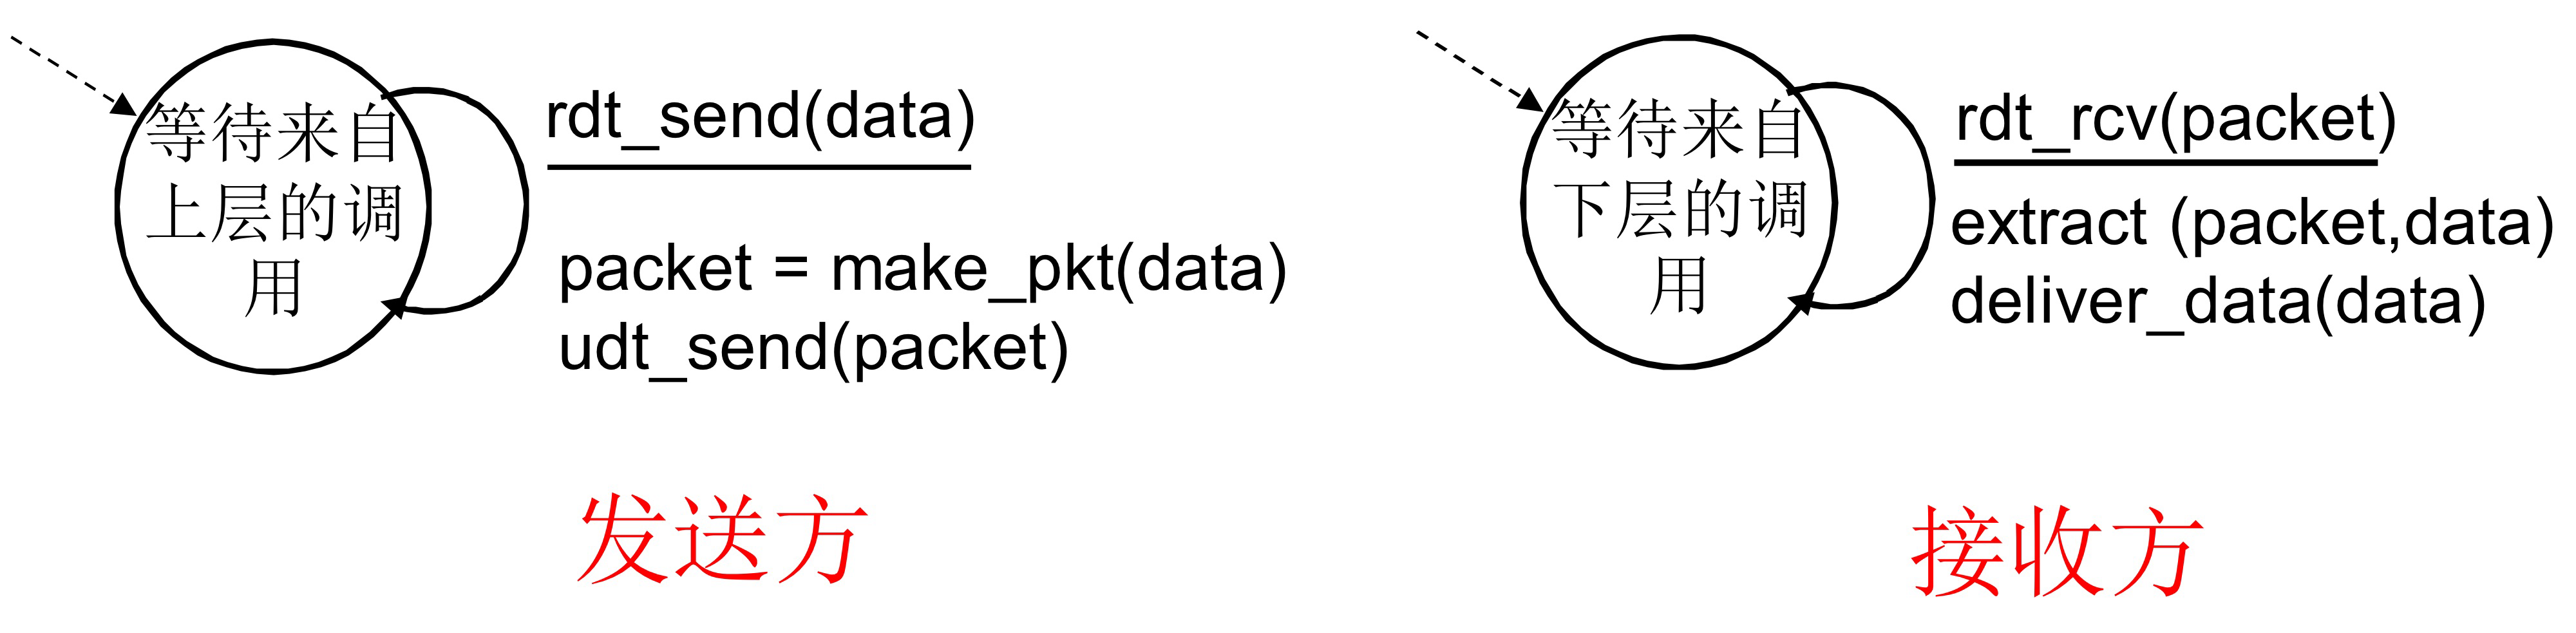 等待来自
上层的调
用
rdt_send(data)
packet = make_pkt(data)
udt_send(packet)
发送方
等待来自
下层的调
用
rdt_rcv(packet)
extract (packet,data)
deliver_data(data)
接收方